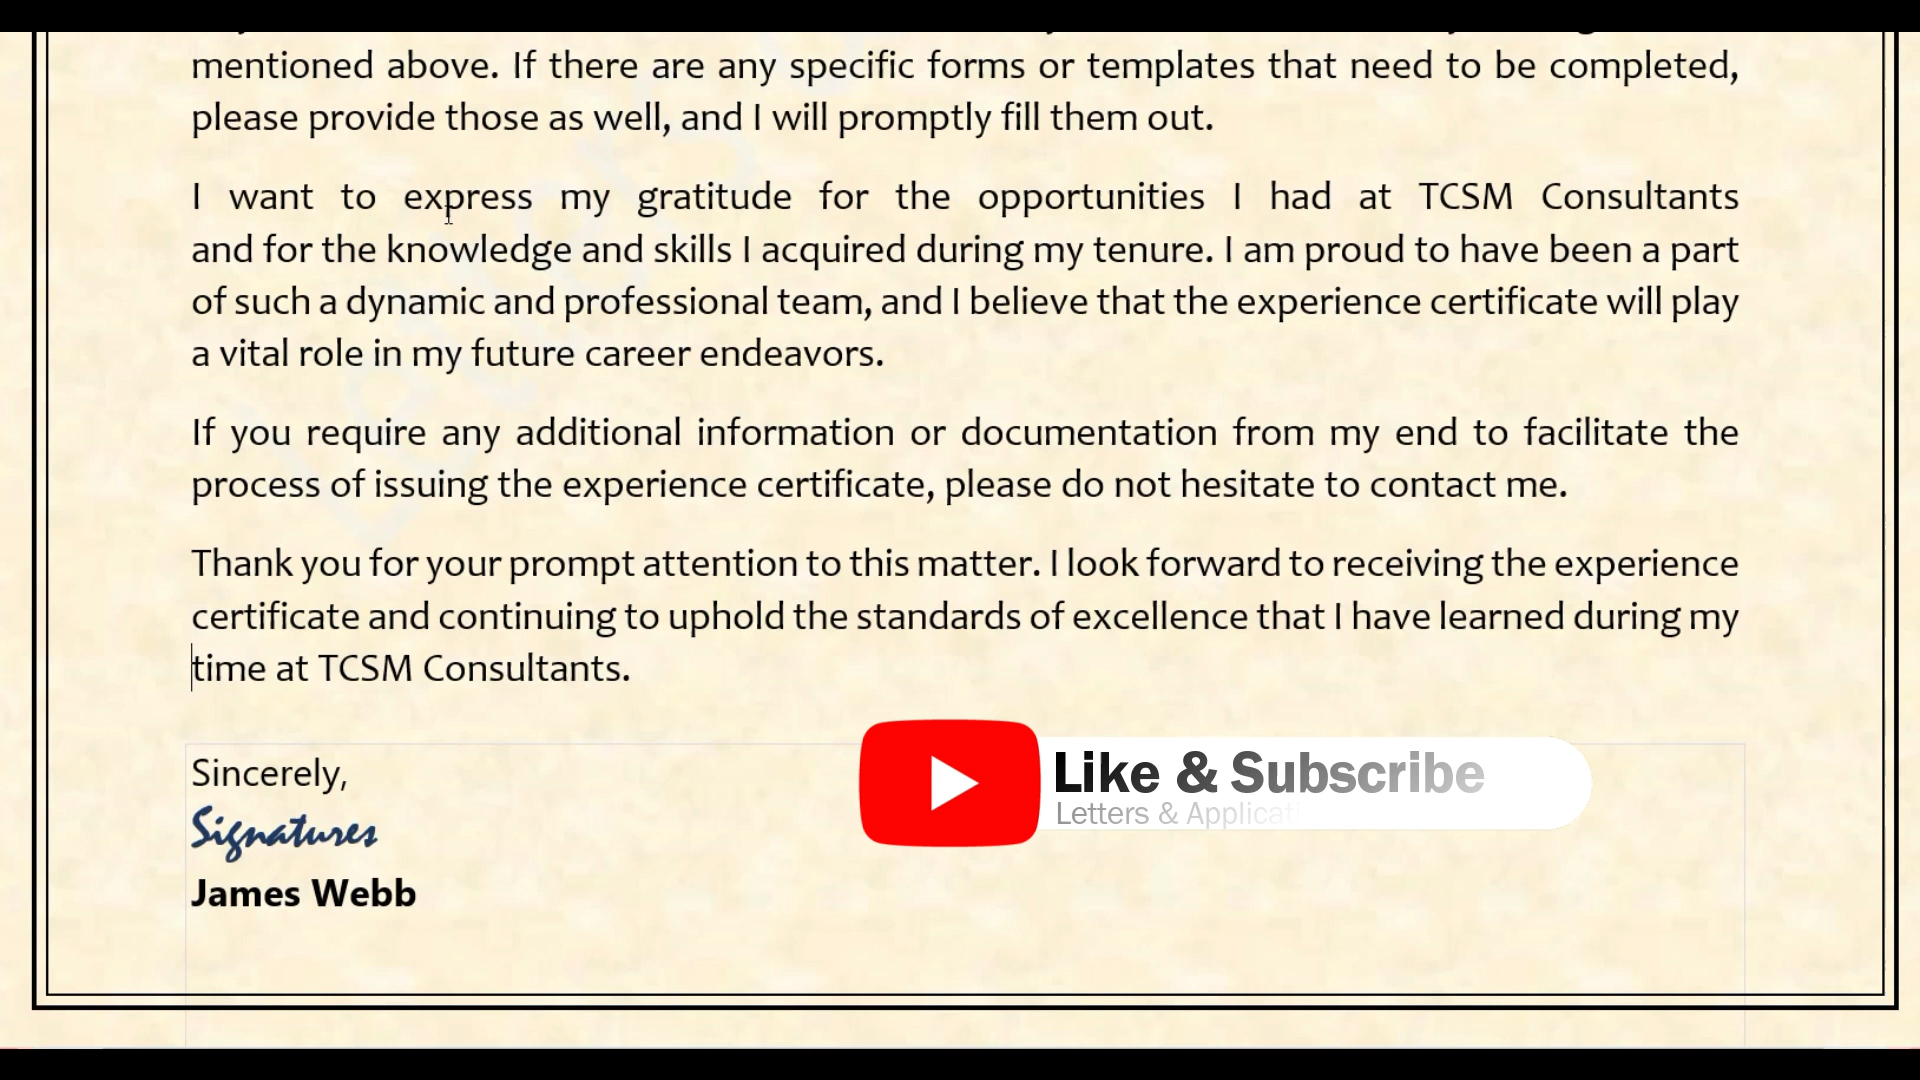 mentioned above. If there are any specific forms or templates that need to be completed,
please provide those as well, and I will promptly fill them out.
I want to express my gratitude for the opportunities I had at TCSM Consultants
and for the knowledge and skills I acquired during my tenure. I am proud to have been a part
of such a dynamic and professional team, and I believe that the experience certificate will play
a vital role in my future career endeavors.
If you require any additional information or documentation from my end to facilitate the
process of issuing the experience certificate, please do not hesitate to contact me.
Thank you for your prompt attention to this matter. I look forward to receiving the experience
certificate and continuing to uphold the standards of excellence that I have learned during my
time at TCSM Consultants.
Sincerely,
Signatures
James Webb
Like & Subscribe
Letters &